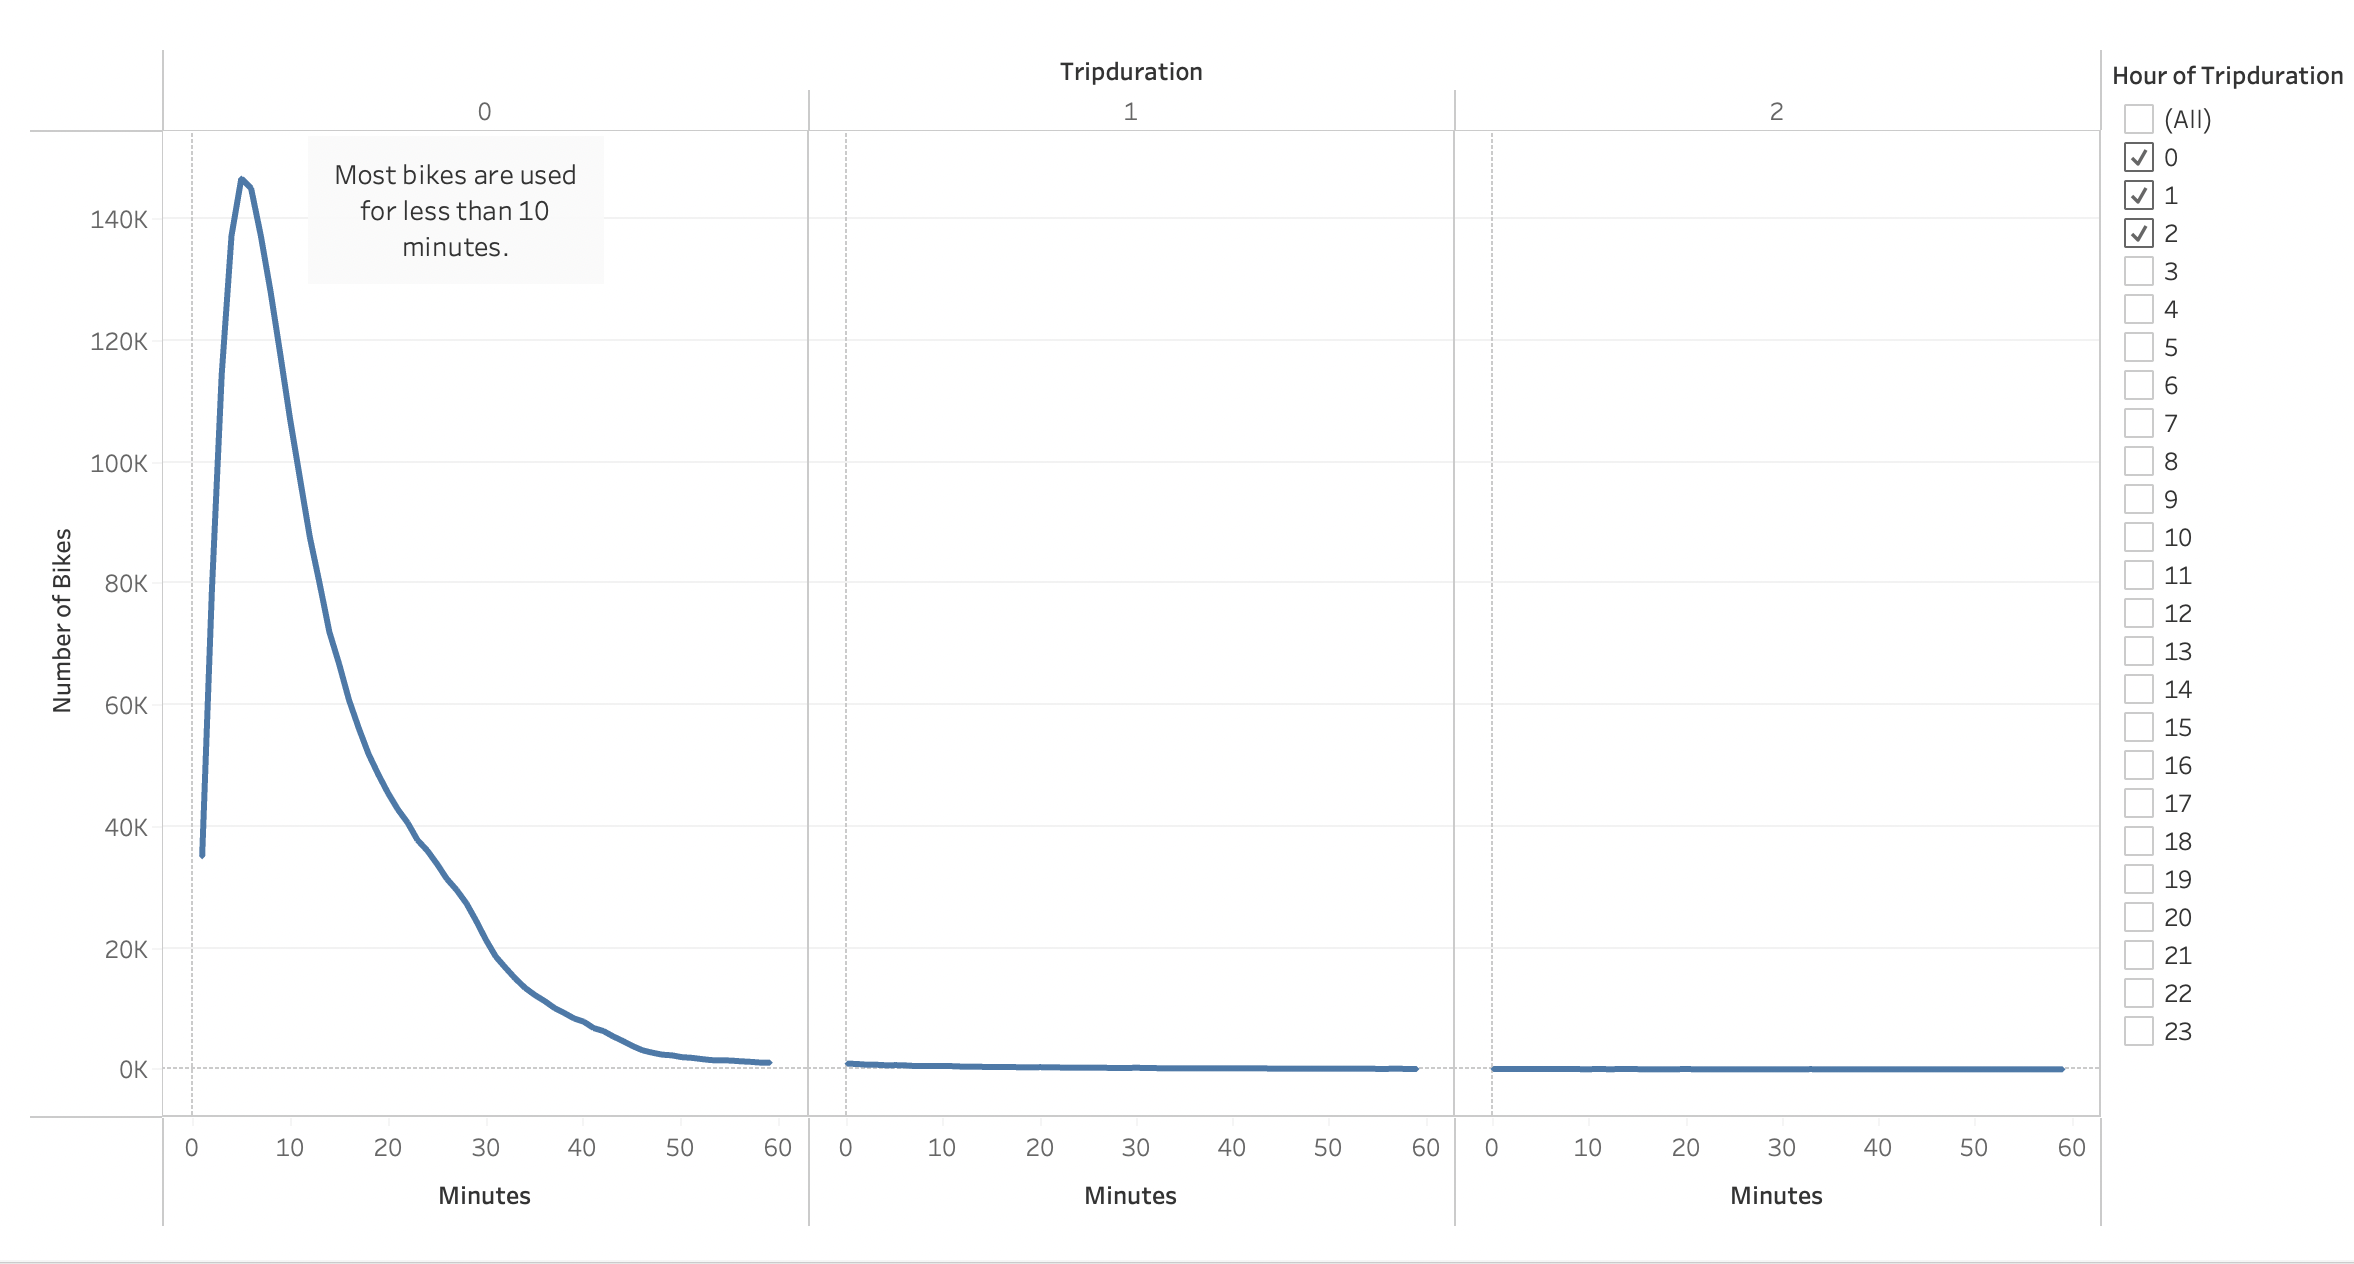 Tripduration
0
1
2
Most bikes are used
for less than 10
minutes.
Number of Bikes
140K
120K
100K
80K
60K
40K
20K
0K
0 10 20 30 40 50 60
0 10 20 30 40 50 60
0 10 20 30 40 50 60
Minutes
Minutes
Minutes
Hour of Tripduration
(All)
0
1
2
3
4
5
6
7
8
9
10
11
12
13
14
15
16
17
18
19
20
21
22
23